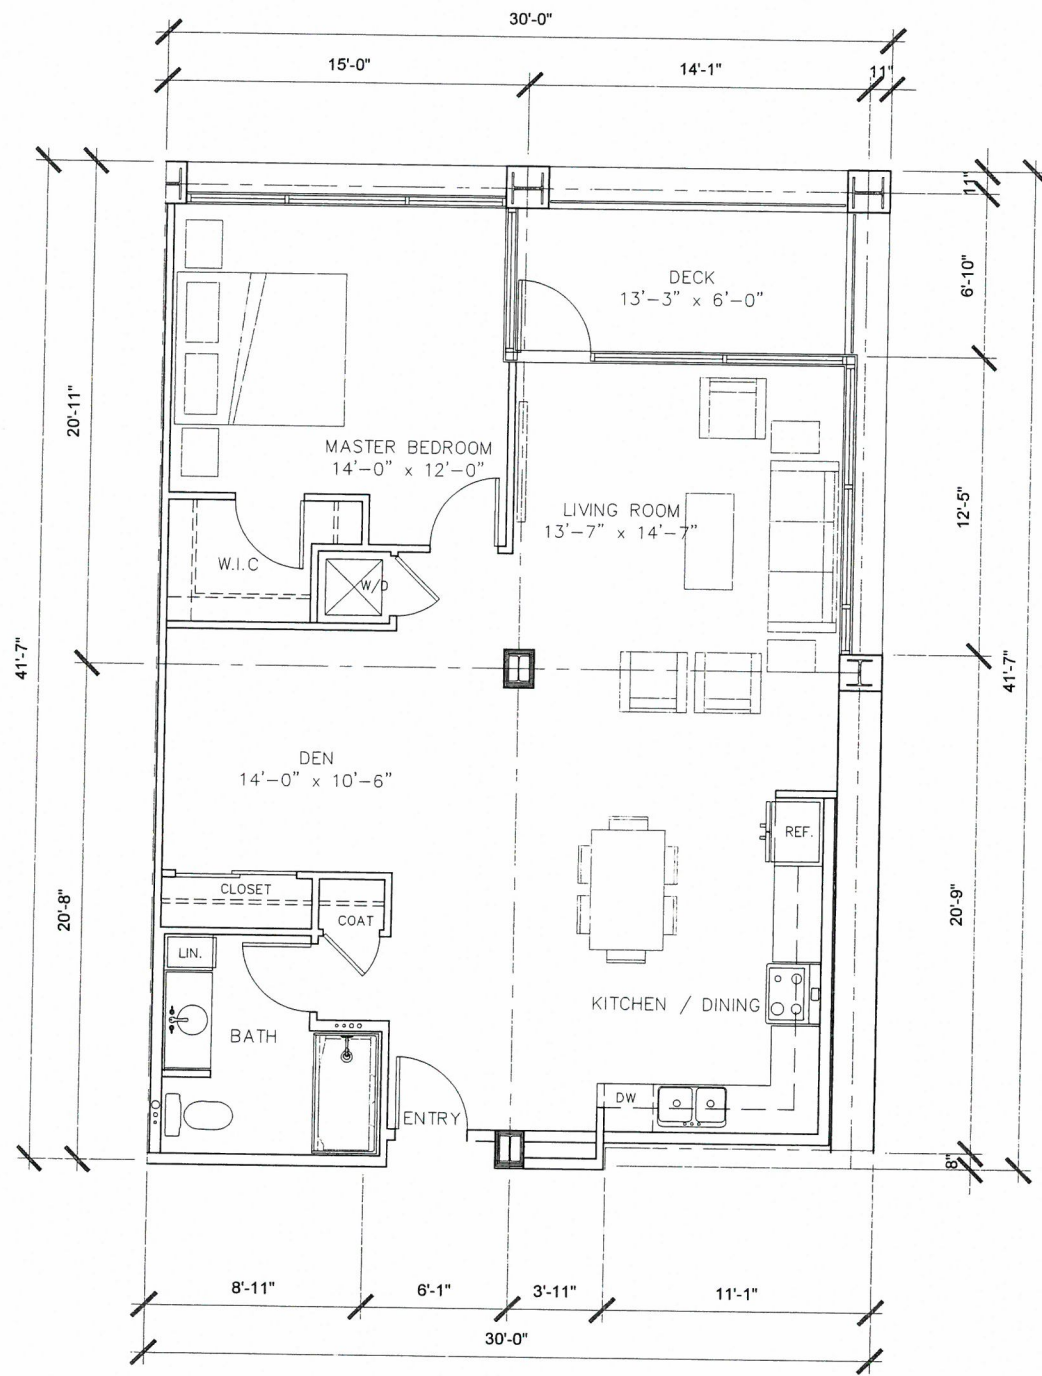 30'-0"
15'-0"
14'-1"
11"
11"
DECK
13'-3" x 6'-0"
6'-10"
20'-11"
MASTER BEDROOM
14'-0" x 12'-0"
LIVING ROOM
13'-7" x 14'-7"
12'-5"
W.I.C
W/D
41'-7"
41'-7"
DEN
14'-0" x 10'-6"
REF.
CLOSET
COAT
20'-8"
20'-9"
LIN.
KITCHEN / DINING
BATH
DW
ENTRY
8"
8'-11"
6'-1"
3'-11"
11'-1"
30'-0"